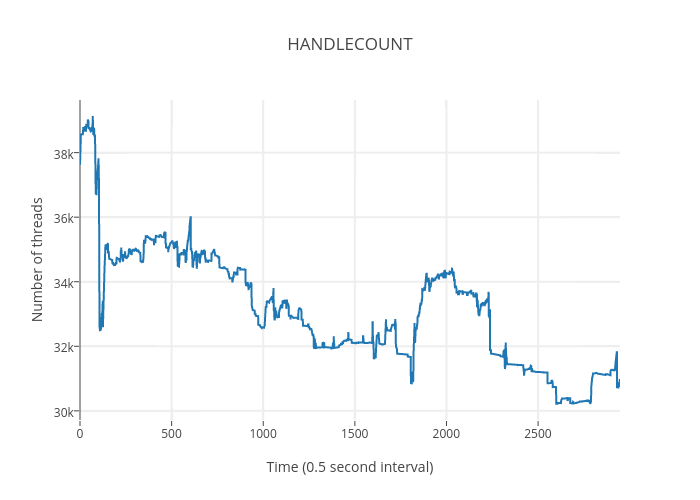 HANDLECOUNT
Number of threads
38k
36k
34k
32k
30k
0 500 1000 1500 2000 2500
Time (0.5 second interval)